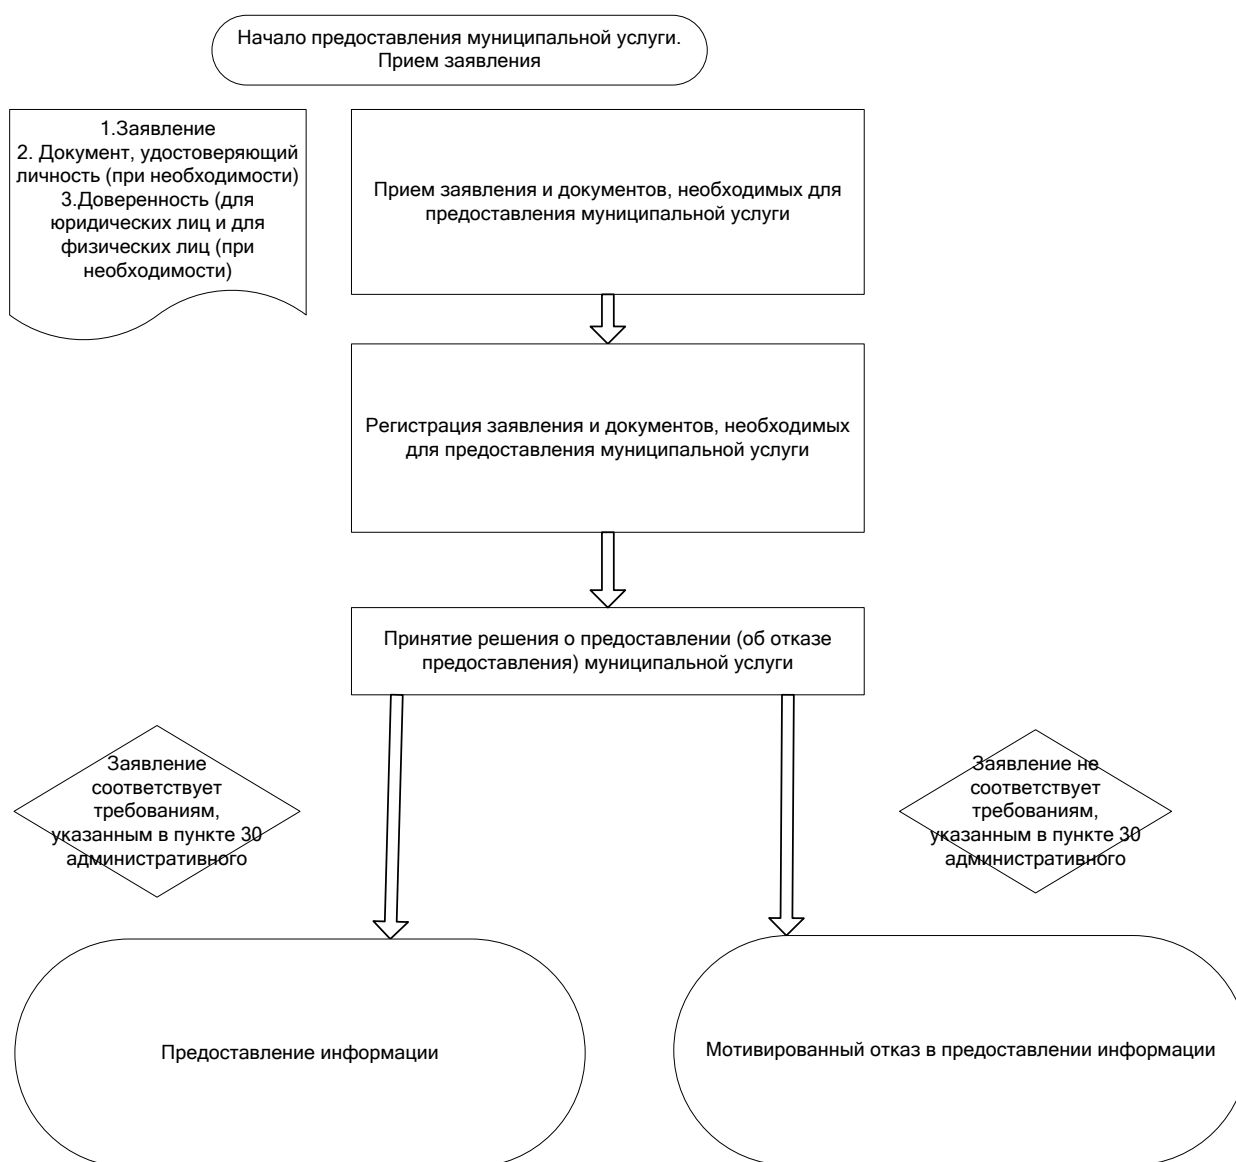 Начало предоставления муниципальной услуги.
Прием заявления
1.Заявление
2. Документ, удостоверяющий
личность (при необходимости)
3.Доверенность (для
юридических лиц и для
физических лиц (при
необходимости)
Прием заявления и документов, необходимых для
предоставления муниципальной услуги
Регистрация заявления и документов, необходимых
для предоставления муниципальной услуги
Принятие решения о предоставлении (об отказе
предоставления) муниципальной услуги
Заявление
соответствует
требованиям,
указанным в пункте 30
административного
Заявление не
соответствует
требованиям,
указанным в пункте 30
административного
Предоставление информации
Мотивированный отказ в предоставлении информации